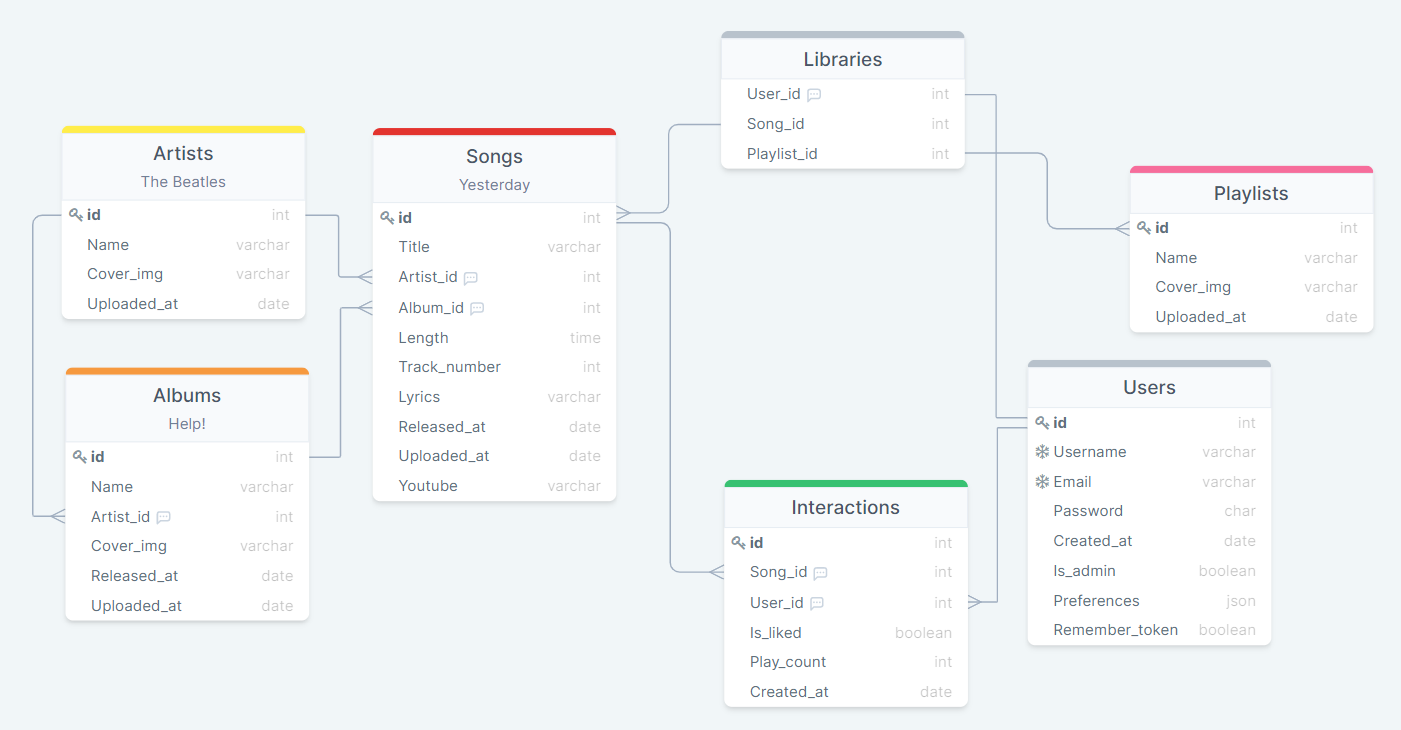 Artists
The Beatles
id int
Name varchar
Cover_img varchar
Uploaded_at date
Albums
Help!
id int
Name varchar
Artist_id int
Cover_img varchar
Released_at date
Uploaded_at date
Songs
Yesterday
id int
Title varchar
Artist_id int
Album_id int
Length time
Track_number int
Lyrics varchar
Released_at date
Uploaded_at date
Youtube varchar
Libraries
User_id int
Song_id int
Playlist_id int
Interactions
id int
Song_id int
User_id int
Is_liked boolean
Play_count int
Created_at date
Playlists
id int
Name varchar
Cover_img varchar
Uploaded_at date
Users
id int
Username varchar
Email varchar
Password char
Created_at date
Is_admin boolean
Preferences json
Remember_token boolean